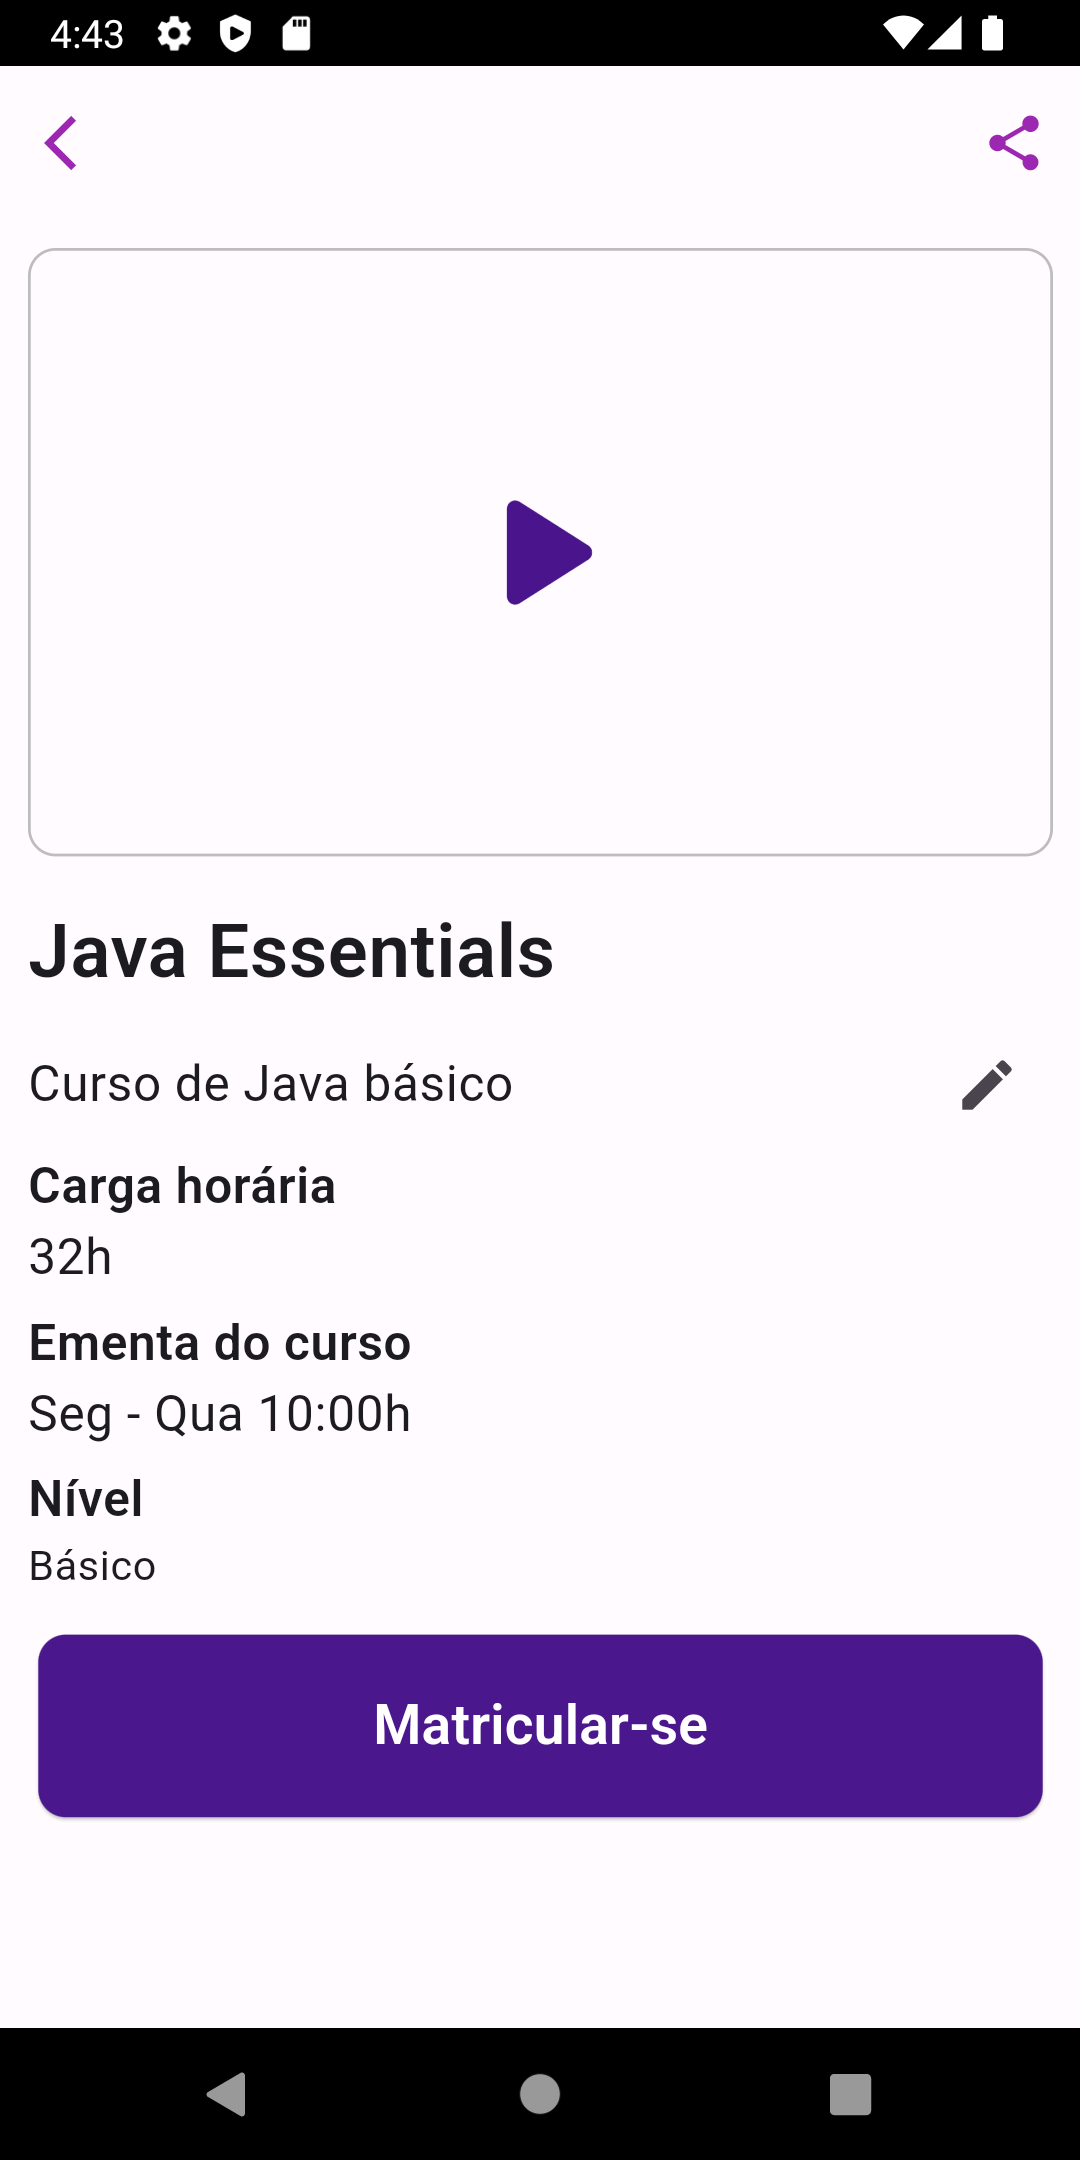 4:43
Java Essentials
Curso de Java básico
Carga horária
32h
Ementa do curso
Seg - Qua 10:00h
Nível
Básico
Matricular-se